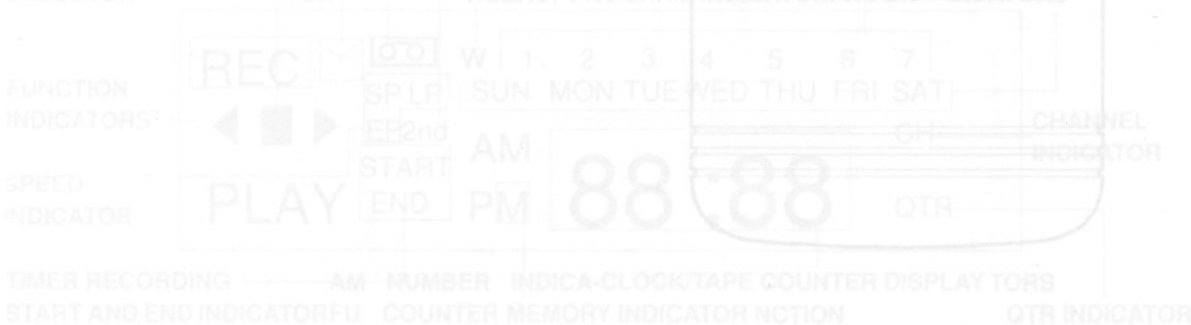 REC W 1 2 3 4 5 6 7
SP LP SUN MON TUE WED THU FRI SAT
FUNCTION
INDICATORS
EP 2nd AM CH CHANNEL
INDICATOR
START
SPEED
INDICATOR
PLAY END PM 88:88 QTR
TIMER RECORDING AM NUMBER INDICA-CLOCK/TAPE COUNTER DISPLAY TORS
START AND END INDICATORFU COUNTER MEMORY INDICATOR NCTION QTR INDICATOR